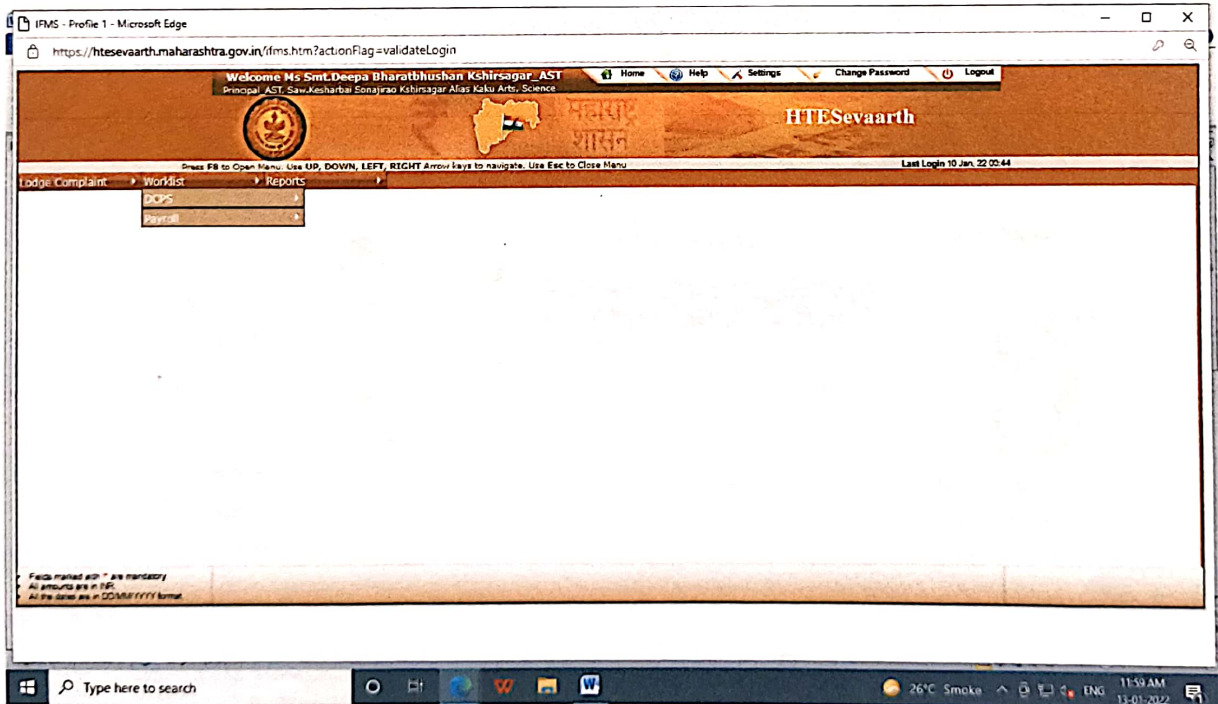 IFMS - Profile 1 - Microsoft Edge
https://htesevaarth.maharashtra.gov.in/ifms.htm?actionFlag=validateLogin
Welcome Ms Smt.Deepa Bharatbhushan Kshirsagar_AST
Home Help Settings Change Password Logout
Principal_AST, Saw.Kesharbai Sonajirao Kshirsagar Alias Kaku Arts, Science
महाराष्ट्र
शासन
HTESevaarth
Press F8 to Open Menu. Use UP, DOWN, LEFT, RIGHT Arrow keys to navigate. Use Esc to Close Menu
Last Login 10 Jan, 22 03:44
Lodge Complaint Worklist Reports
DCPS
Payroll
Fields marked with * are mandatory
All amounts are in INR.
All the dates are in DD/MM/YYYY format.
Type here to search
26°C Smoke ENG
11:59 AM
13-01-2022